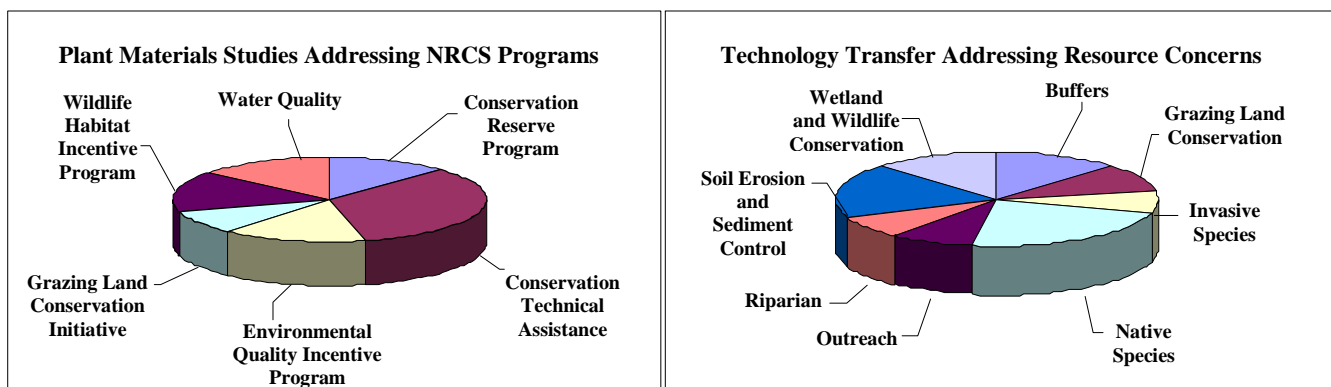 Plant Materials Studies Addressing NRCS Programs
Wildlife
Habitat
Incentive
Program
Water Quality
Conservation
Reserve
Program
Grazing Land
Conservation
Initiative
Environmental
Quality Incentive
Program
Conservation
Technical
Assistance
Technology Transfer Addressing Resource Concerns
Wetland
and Wildlife
Conservation
Buffers
Grazing Land
Conservation
Soil Erosion
and
Sediment
Control
Invasive
Species
Riparian
Outreach
Native
Species